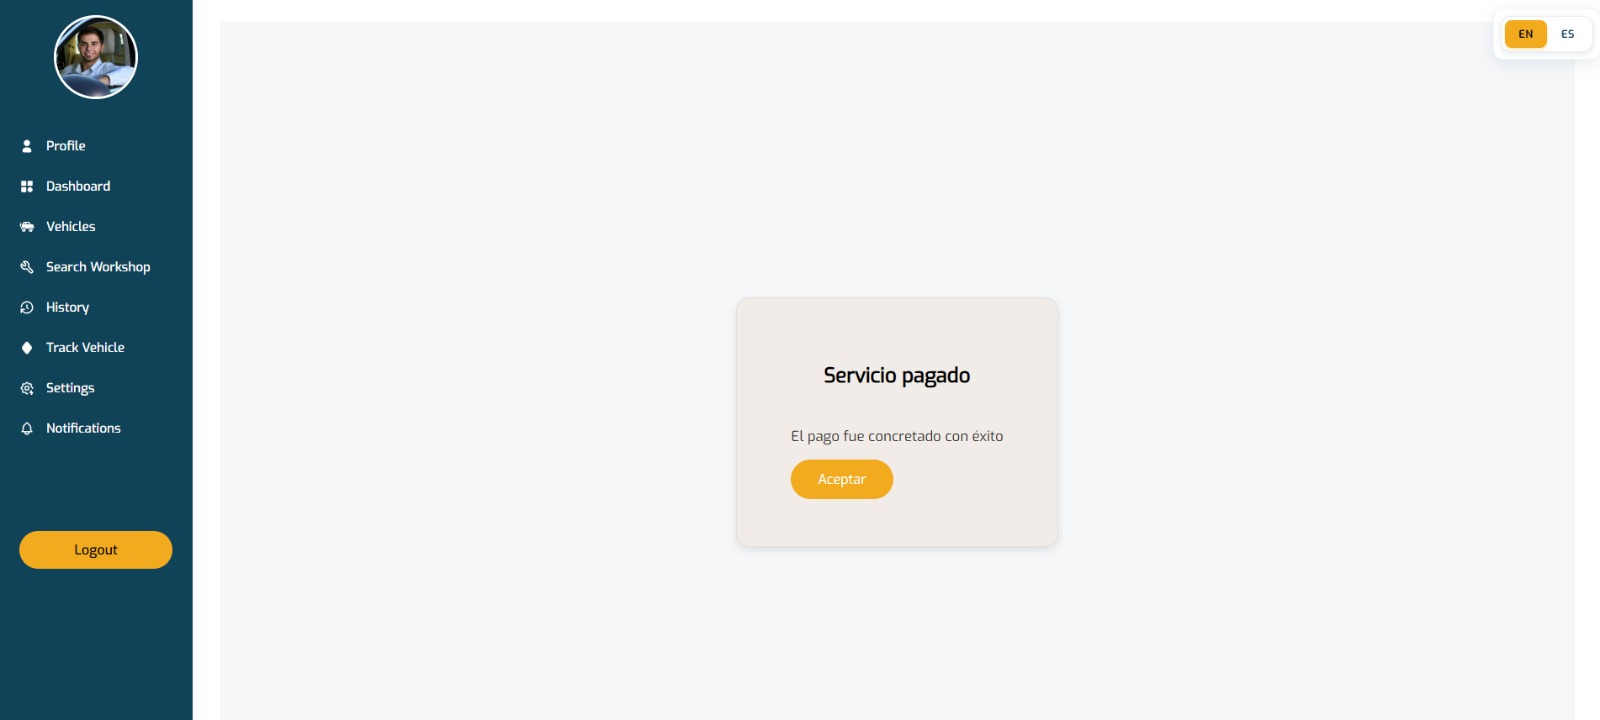 Profile
Dashboard
Vehicles
Search Workshop
History
Track Vehicle
Settings
Notifications
Logout
EN ES
Servicio pagado
El pago fue concretado con éxito
Aceptar